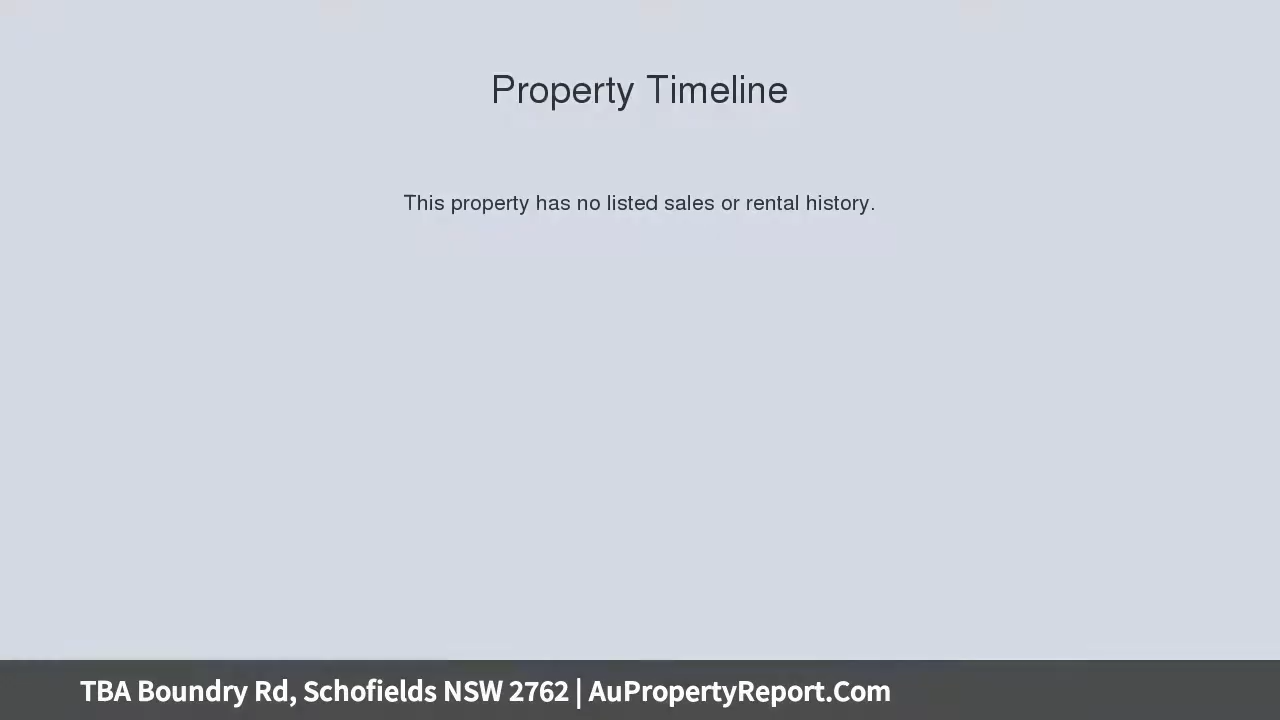 Property Timeline
This property has no listed sales or rental history.
TBA Boundry Rd, Schofields NSW 2762 | AuPropertyReport.Com